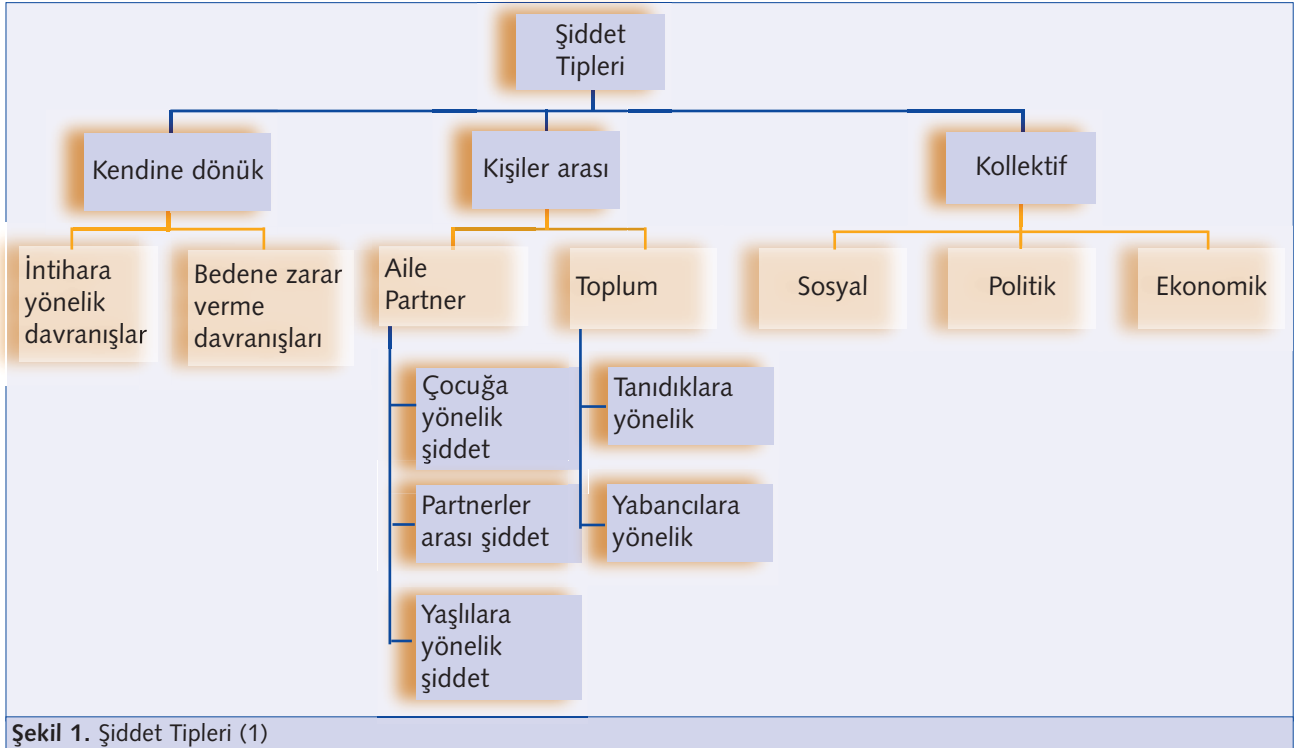 Şiddet
Tipleri
Kendine dönük
Kişiler arası
Kollektif
İntihara
yönelik
davranışlar
Bedene zarar
verme
davranışları
Aile
Partner
Toplum
Sosyal
Politik
Ekonomik
Çocuğa
yönelik
şiddet
Tanıdıklara
yönelik
Partnerler
arası şiddet
Yabancılara
yönelik
Yaşlılara
yönelik
şiddet
Şekil 1. Şiddet Tipleri (1)